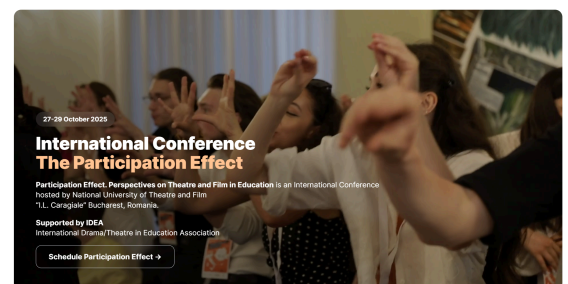 27-29 October 2025
International Conference
The Participation Effect
Participation Effect. Perspectives on Theatre and Film in Education is an International Conference
hosted by National University of Theatre and Film
"I.L. Caragiale" Bucharest, Romania.
Supported by IDEA
International Drama/Theatre in Education Association
Schedule Participation Effect →